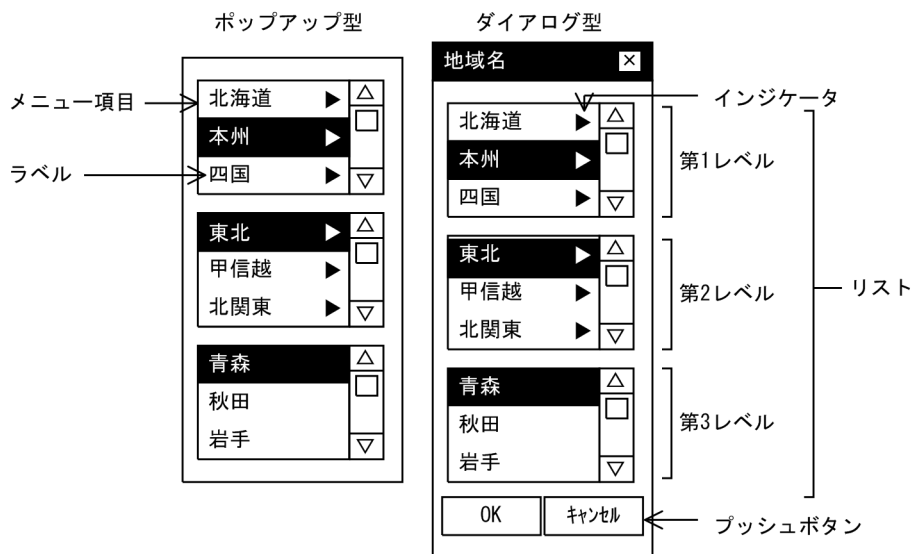 ポップアップ型
ダイアログ型
地域名
メニュー項目
ラベル
北海道
本州
四国
東北
甲信越
北関東
青森
秋田
岩手
北海道
本州
四国
東北
甲信越
北関東
青森
秋田
岩手
OK
キャンセル
インジケータ
第1レベル
第2レベル
第3レベル
リスト
プッシュボタン